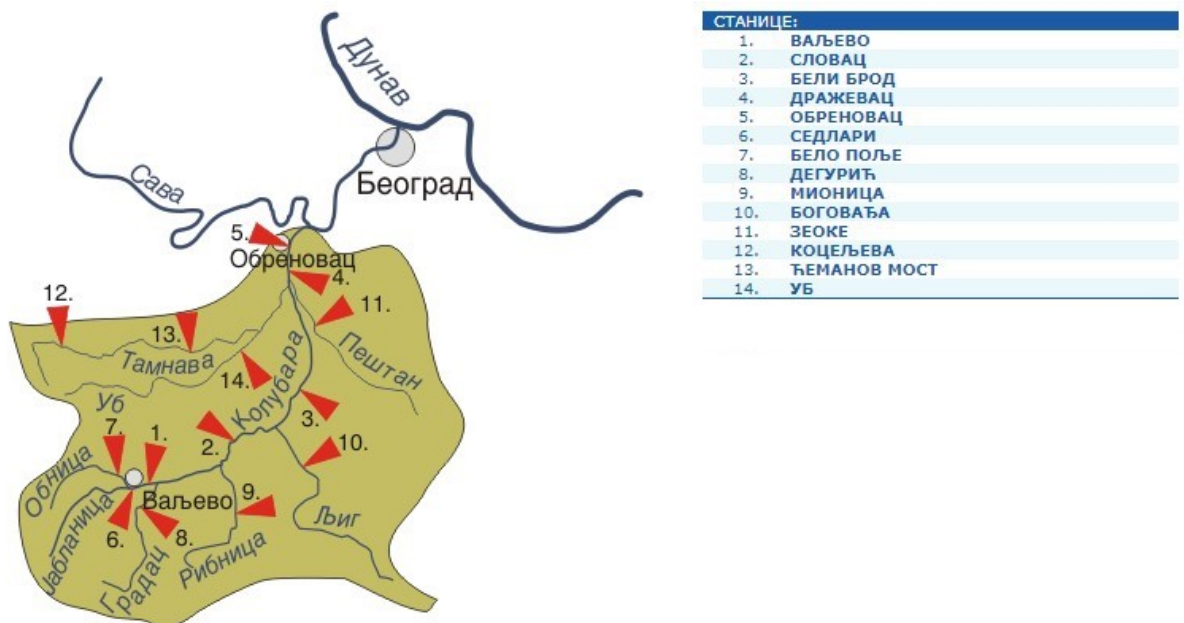 Дунав
Сава
Београд
5.
Обреновац
4.
12.
11.
13.
Тамнава
Пештан
14.
Колубара
Уб
3.
7.
1.
2.
10.
Обница
Ваљево
9.
Љиг
Јабланица
6.
8.
Рибница
Градац
СТАНИЦЕ:
1. ВАЉЕВО
2. СЛОВАЦ
3. БЕЛИ БРОД
4. ДРАЖЕВАЦ
5. ОБРЕНОВАЦ
6. СЕДЛАРИ
7. БЕЛО ПОЉЕ
8. ДЕГУРИЋ
9. МИОНИЦА
10. БОГОВАЂА
11. ЗЕОКЕ
12. КОЦЕЉЕВА
13. ЋЕМАНОВ МОСТ
14. УБ